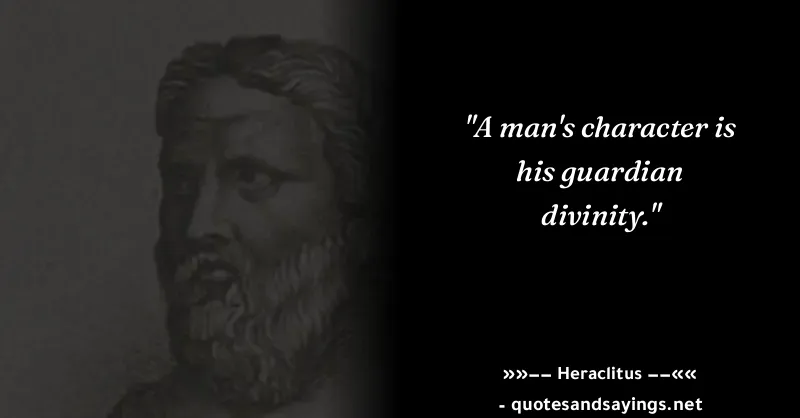 "A man's character is
his guardian
divinity."
»»–– Heraclitus ––««
- quotesandsayings.net